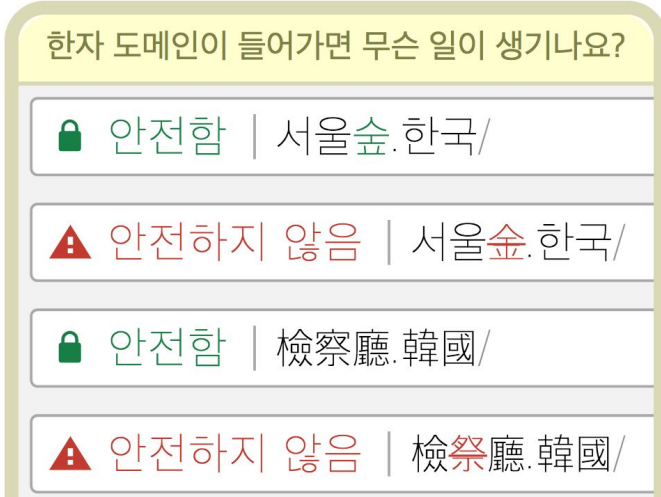 한자 도메인이 들어가면 무슨 일이 생기나요?
안전함 | 서울숲.한국/
안전하지 않음 | 서울金.한국/
안전함 | 檢察廳.韓國/
안전하지 않음 | 檢祭廳.韓國/